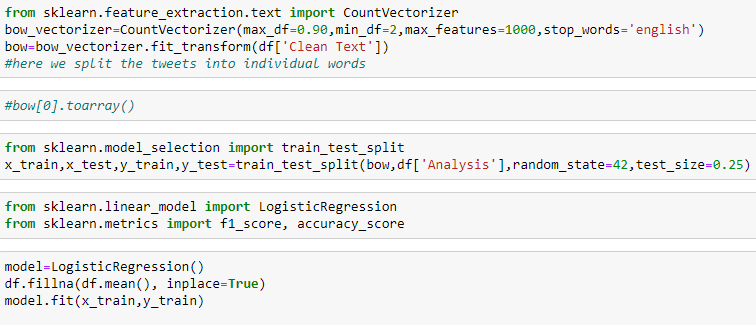 from sklearn.feature_extraction.text import CountVectorizer
bow_vectorizer=CountVectorizer(max_df=0.90,min_df=2,max_features=1000,stop_words='english')
bow=bow_vectorizer.fit_transform(df['Clean Text'])
#here we split the tweets into individual words
#bow[0].toarray()
from sklearn.model_selection import train_test_split
x_train,x_test,y_train,y_test=train_test_split(bow,df['Analysis'],random_state=42,test_size=0.25)
from sklearn.linear_model import LogisticRegression
from sklearn.metrics import f1_score, accuracy_score
model=LogisticRegression()
df.fillna(df.mean(), inplace=True)
model.fit(x_train,y_train)